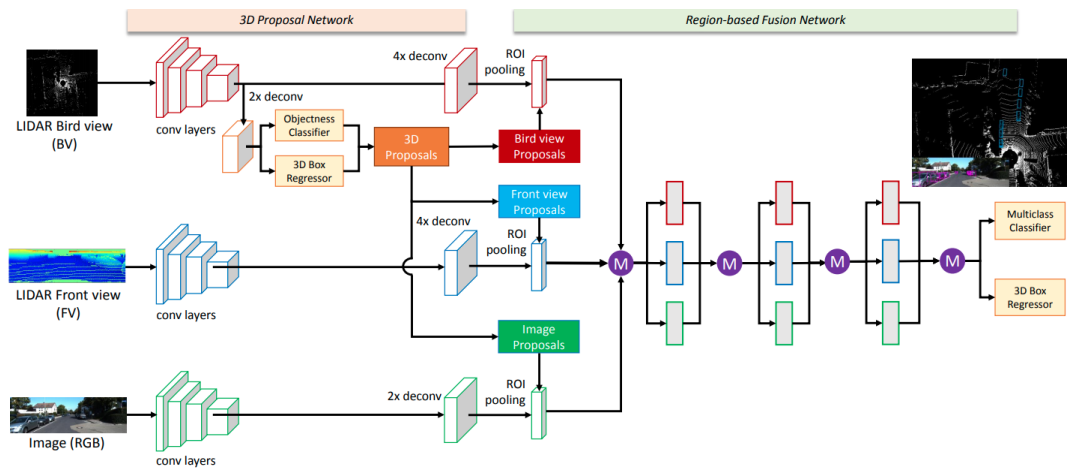 3D Proposal Network
Region-based Fusion Network
LIDAR Bird view
(BV)
conv layers
2x deconv
4x deconv
ROI
pooling
Objectness
Classifier
3D Box
Regressor
3D
Proposals
Bird view
Proposals
Front view
Proposals
LIDAR Front view
(FV)
conv layers
4x deconv
ROI
pooling
M
M
M
M
Multiclass
Classifier
3D Box
Regressor
Image
Proposals
Image (RGB)
conv layers
2x deconv
ROI
pooling